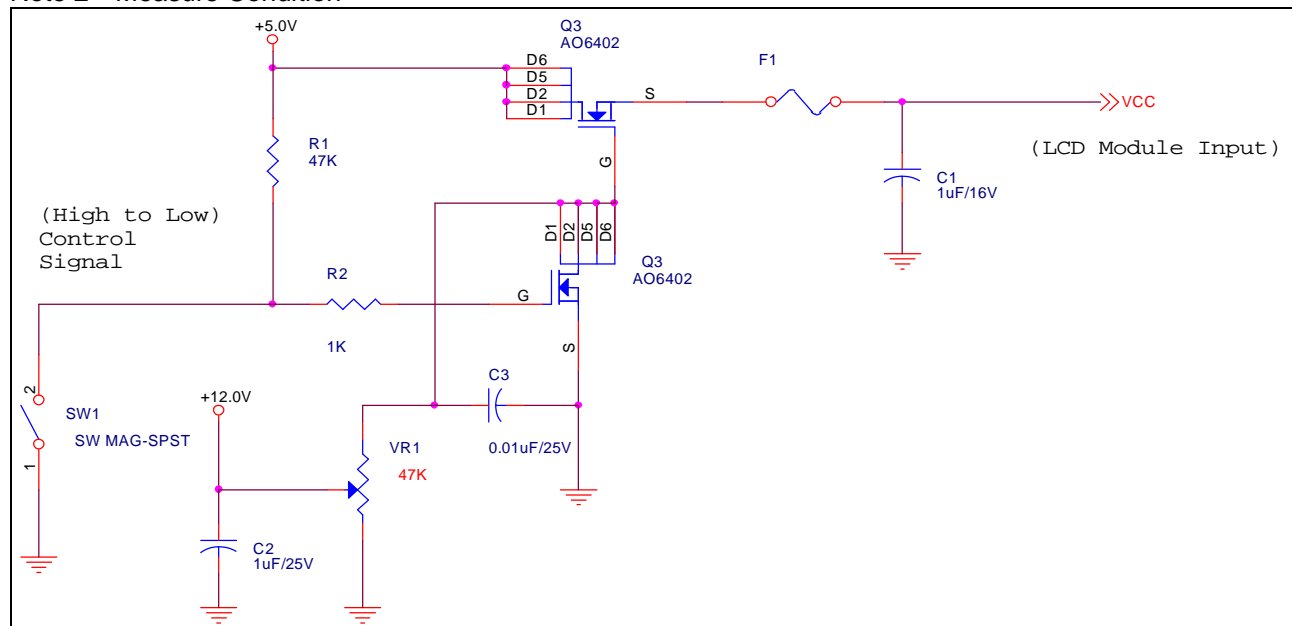 Note 2    Measure Condition
+5.0V
Q3
AO6402
D6
D5
D2
D1
S
G
F1
VCC
(LCD Module Input)
R1
47K
C1
1uF/16V
(High to Low)
Control
Signal
D1
D2
D5
D6
Q3
AO6402
R2
1K
G
S
C3
0.01uF/25V
2
SW1
SW MAG-SPST
1
+12.0V
VR1
47K
C2
1uF/25V